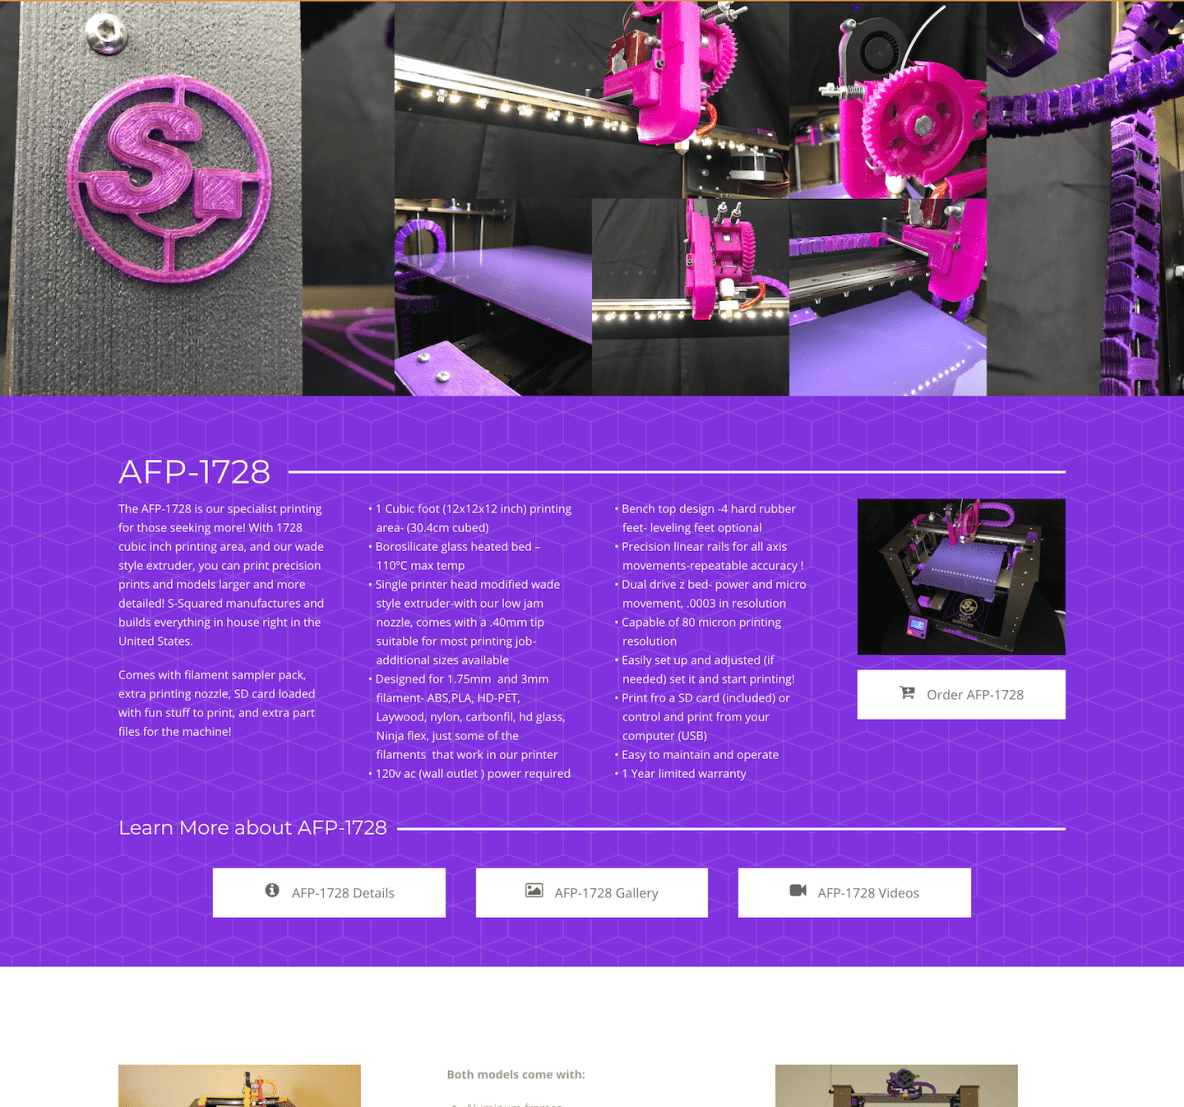 AFP-1728
The AFP-1728 is our specialist printing
for those seeking more! With 1728
cubic inch printing area, and our wade
style extruder, you can print precision
prints and models larger and more
detailed! S-Squared manufactures and
builds everything in house right in the
United States.
Comes with filament sampler pack,
extra printing nozzle, SD card loaded
with fun stuff to print, and extra part
files for the machine!
• 1 Cubic foot (12x12x12 inch) printing
area- (30.4cm cubed)
• Borosilicate glass heated bed –
110ºC max temp
• Single printer head modified wade
style extruder-with our low jam
nozzle, comes with a .40mm tip
suitable for most printing job-
additional sizes available
• Designed for 1.75mm  and 3mm
filament- ABS,PLA, HD-PET,
Laywood, nylon, carbonfil, hd glass,
Ninja flex, just some of the
filaments  that work in our printer
• 120v ac (wall outlet ) power required
• Bench top design -4 hard rubber
feet- leveling feet optional
• Precision linear rails for all axis
movements-repeatable accuracy !
• Dual drive z bed- power and micro
movement, .0003 in resolution
• Capable of 80 micron printing
resolution
• Easily set up and adjusted (if
needed) set it and start printing!
• Print fro a SD card (included) or
control and print from your
computer (USB)
• Easy to maintain and operate
• 1 Year limited warranty
Order AFP-1728
Learn More about AFP-1728
AFP-1728 Details
AFP-1728 Gallery
AFP-1728 Videos
Both models come with: